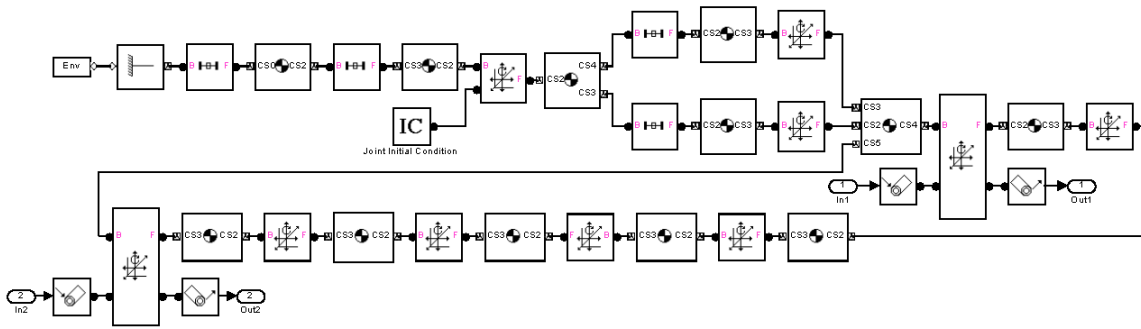 B F CS2 CS3 B F
Env B F CS0 CS2 B F CS3 CS2 B F CS2 CS4
CS3
B F CS2 CS3 B F
CS3
CS2 CS4 B F CS2 CS3 B F
CS5
IC
Joint Initial Condition
1
In1
1
Out1
B F CS3 CS2 B F CS3 CS2 B F CS3 CS2 F B CS3 CS2 B F CS3 CS2
2
In2
2
Out2